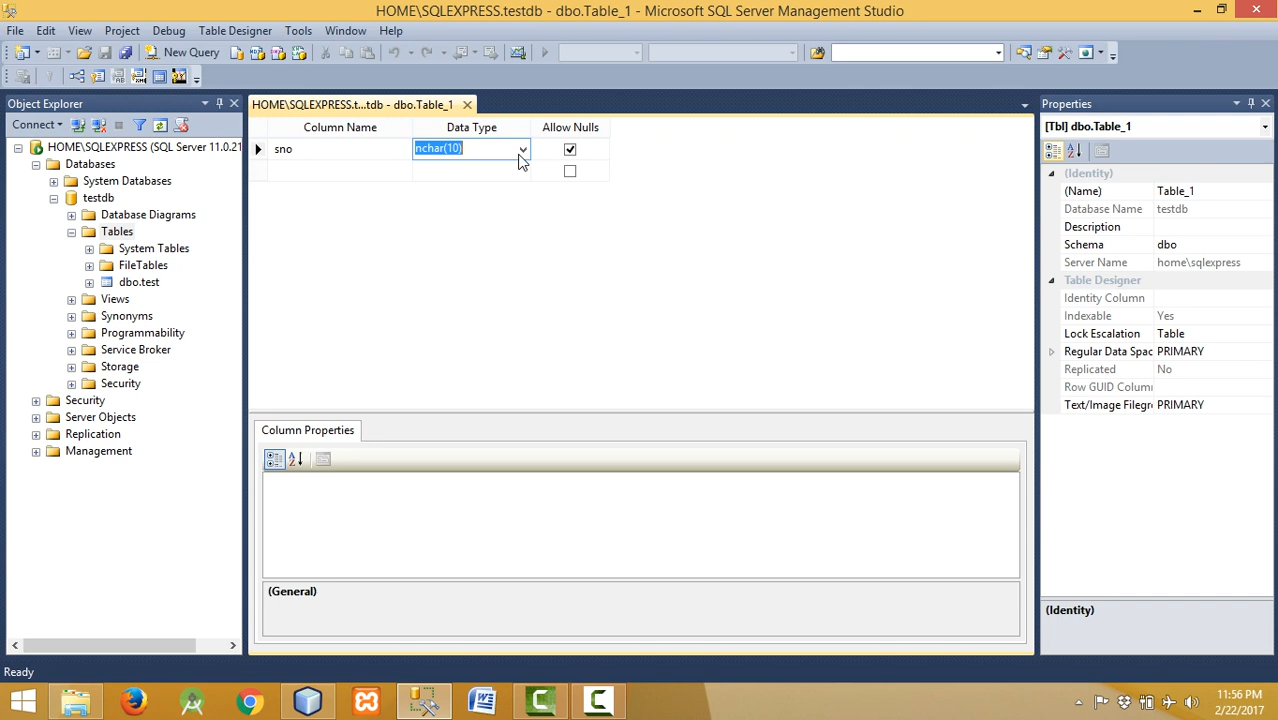 HOME\SQLEXPRESS.testdb - dbo.Table_1 - Microsoft SQL Server Management Studio
File Edit View Project Debug Table Designer Tools Window Help
New Query
Object Explorer
Connect
HOME\SQLEXPRESS (SQL Server 11.0.21
Databases
System Databases
testdb
Database Diagrams
Tables
System Tables
FileTables
dbo.test
Views
Synonyms
Programmability
Service Broker
Storage
Security
Security
Server Objects
Replication
Management
HOME\SQLEXPRESS.t...tdb - dbo.Table_1
Column Name Data Type Allow Nulls
sno nchar(10)
Column Properties
(General)
Properties
[Tbl] dbo.Table_1
(Identity)
(Name) Table_1
Database Name testdb
Description
Schema dbo
Server Name home\sqlexpress
Table Designer
Identity Column
Indexable Yes
Lock Escalation Table
Regular Data Spac PRIMARY
Replicated No
Row GUID Column
Text/Image Filegr PRIMARY
(Identity)
Ready
11:56 PM
2/22/2017